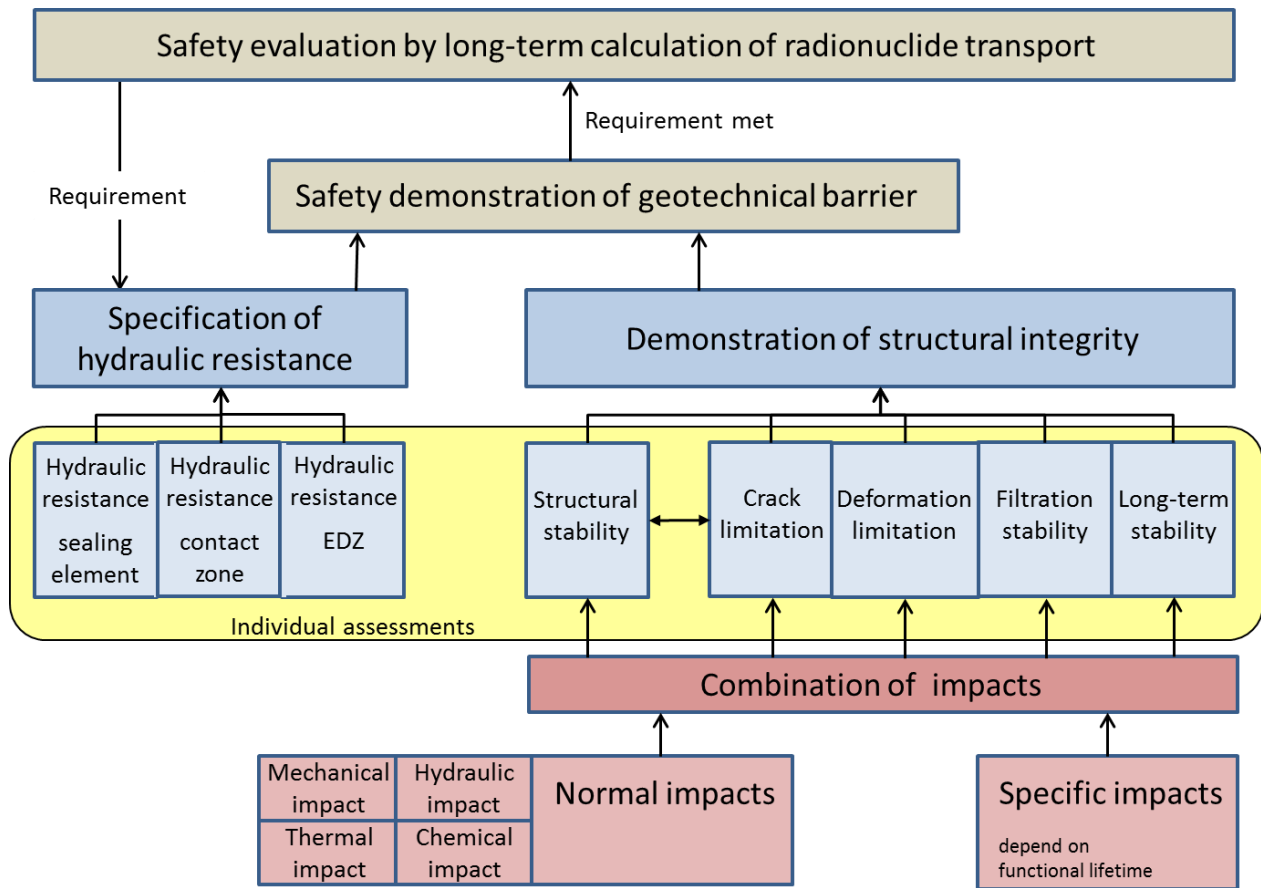 Safety evaluation by long-term calculation of radionuclide transport
Requirement met
Requirement
Safety demonstration of geotechnical barrier
Specification of
hydraulic resistance
Demonstration of structural integrity
Hydraulic
resistance
sealing
element
Hydraulic
resistance
contact
zone
Hydraulic
resistance
EDZ
Structural
stability
Crack
limitation
Deformation
limitation
Filtration
stability
Long-term
stability
Individual assessments
Combination of impacts
Mechanical
impact
Hydraulic
impact
Thermal
impact
Chemical
impact
Normal impacts
Specific impacts
depend on
functional lifetime